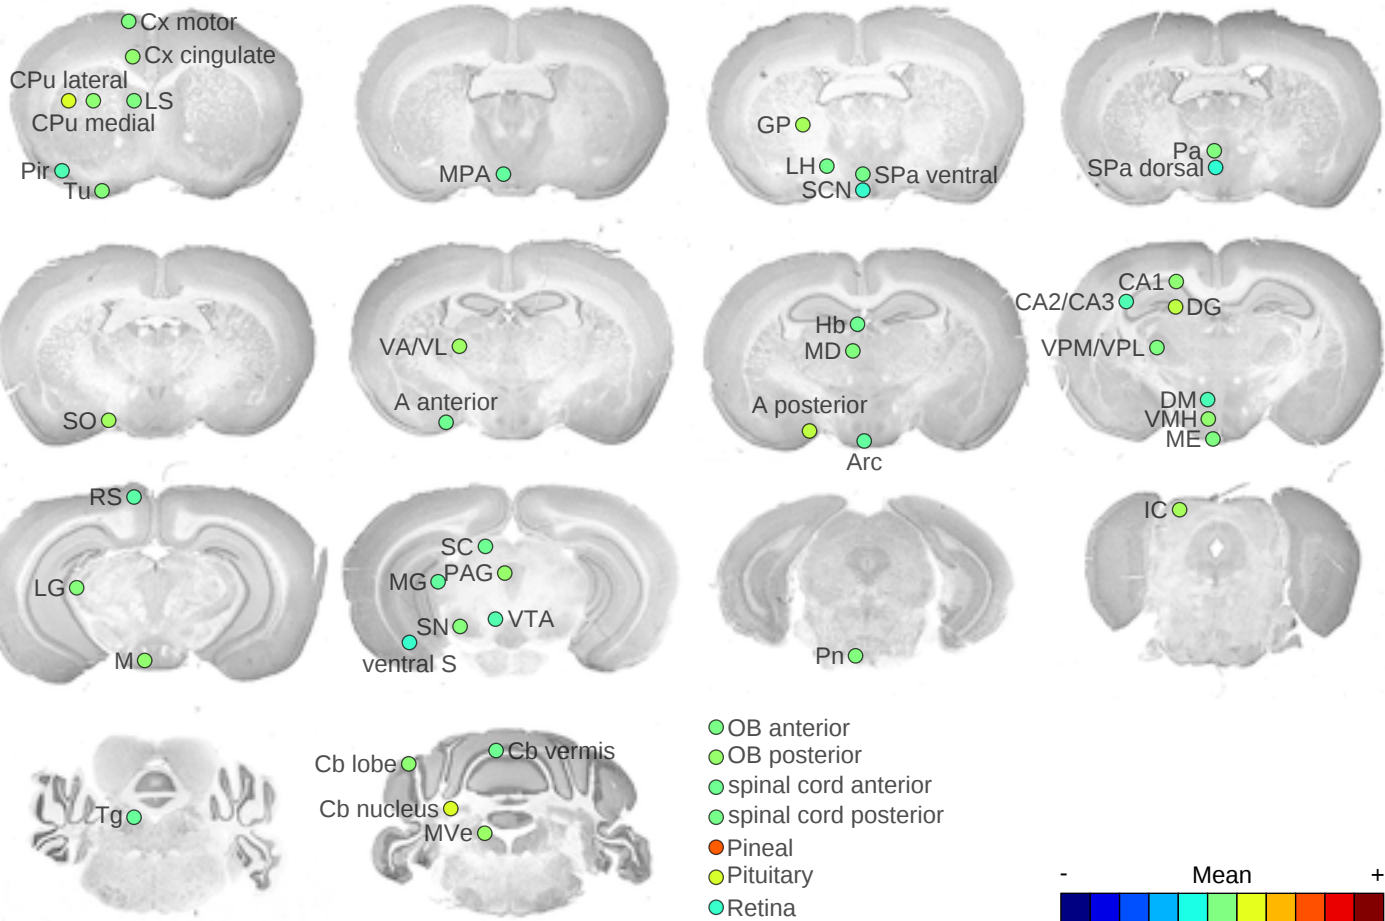 Cx motor
Cx cingulate
CPu lateral
LS
CPu medial
Pir
Tu
MPA
GP
LH
SPa ventral
SCN
Pa
SPa dorsal
SO
VA/VL
A anterior
Hb
MD
A posterior
Arc
CA1
CA2/CA3
DG
VPM/VPL
DM
VMH
ME
RS
LG
M
SC
MG
PAG
SN
VTA
ventral S
Pn
IC
Tg
Cb lobe
Cb vermis
Cb nucleus
MVe
OB anterior
OB posterior
spinal cord anterior
spinal cord posterior
Pineal
Pituitary
Retina
- Mean +